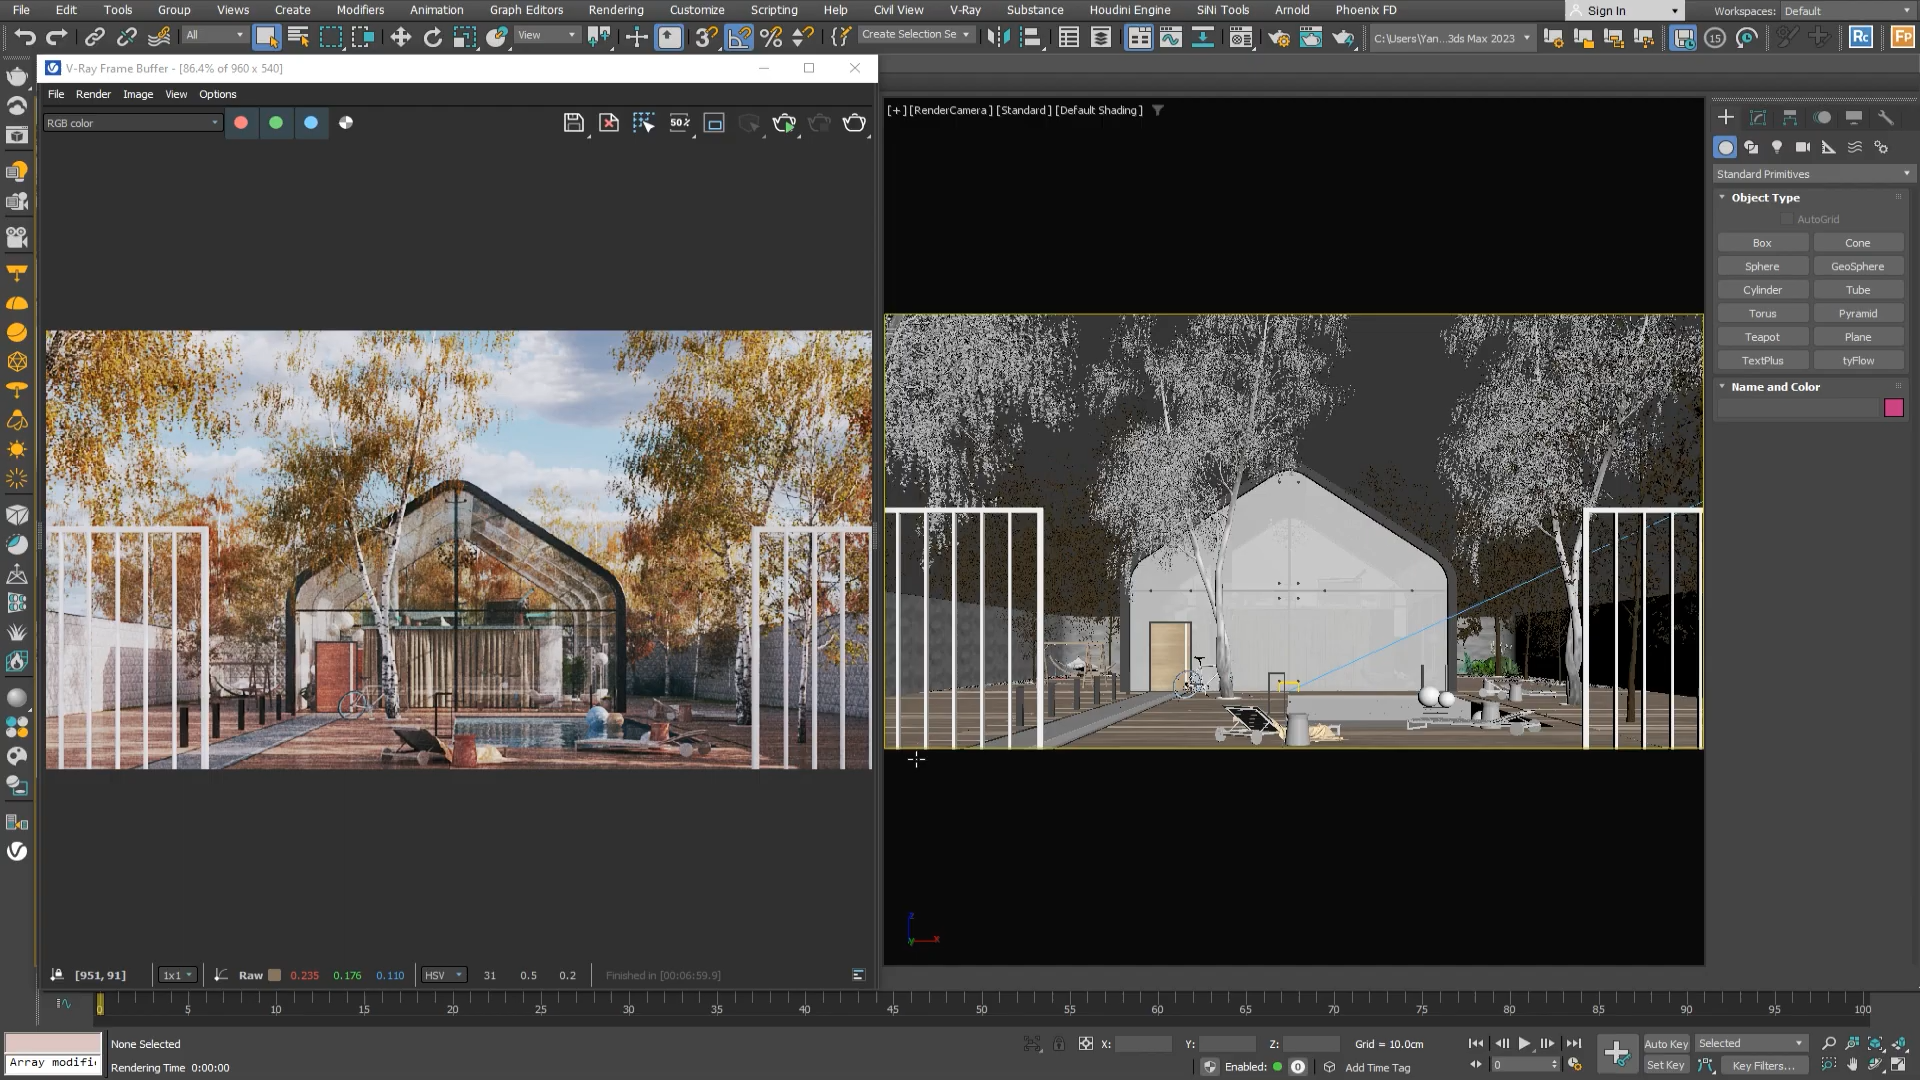 File Edit Tools Group Views Create Modifiers Animation Graph Editors Rendering Customize Scripting Help Civil View V-Ray Substance Houdini Engine SiNi Tools Arnold Phoenix FD Sign In Workspaces: Default
All View Create Selection Se C:\Users\Yan...3ds Max 2023 15 Rc Fp
V-Ray Frame Buffer - [86.4% of 960 x 540]
File Render Image View Options
RGB color 50%
[+] [RenderCamera] [Standard] [Default Shading]
Standard Primitives
Object Type
AutoGrid
Box Cone
Sphere GeoSphere
Cylinder Tube
Torus Pyramid
Teapot Plane
TextPlus tyFlow
Name and Color
z
y x
[951, 91] 1x1 Raw 0.235 0.176 0.110 HSV 31 0.5 0.2 Finished in [00:06:59.9]
0 5 10 15 20 25 30 35 40 45 50 55 60 65 70 75 80 85 90 95 100
None Selected X: Y: Z: Grid = 10.0cm Auto Key Selected
Array modifi
Rendering Time 0:00:00 Enabled: 0 Add Time Tag 0 Set Key Key Filters...